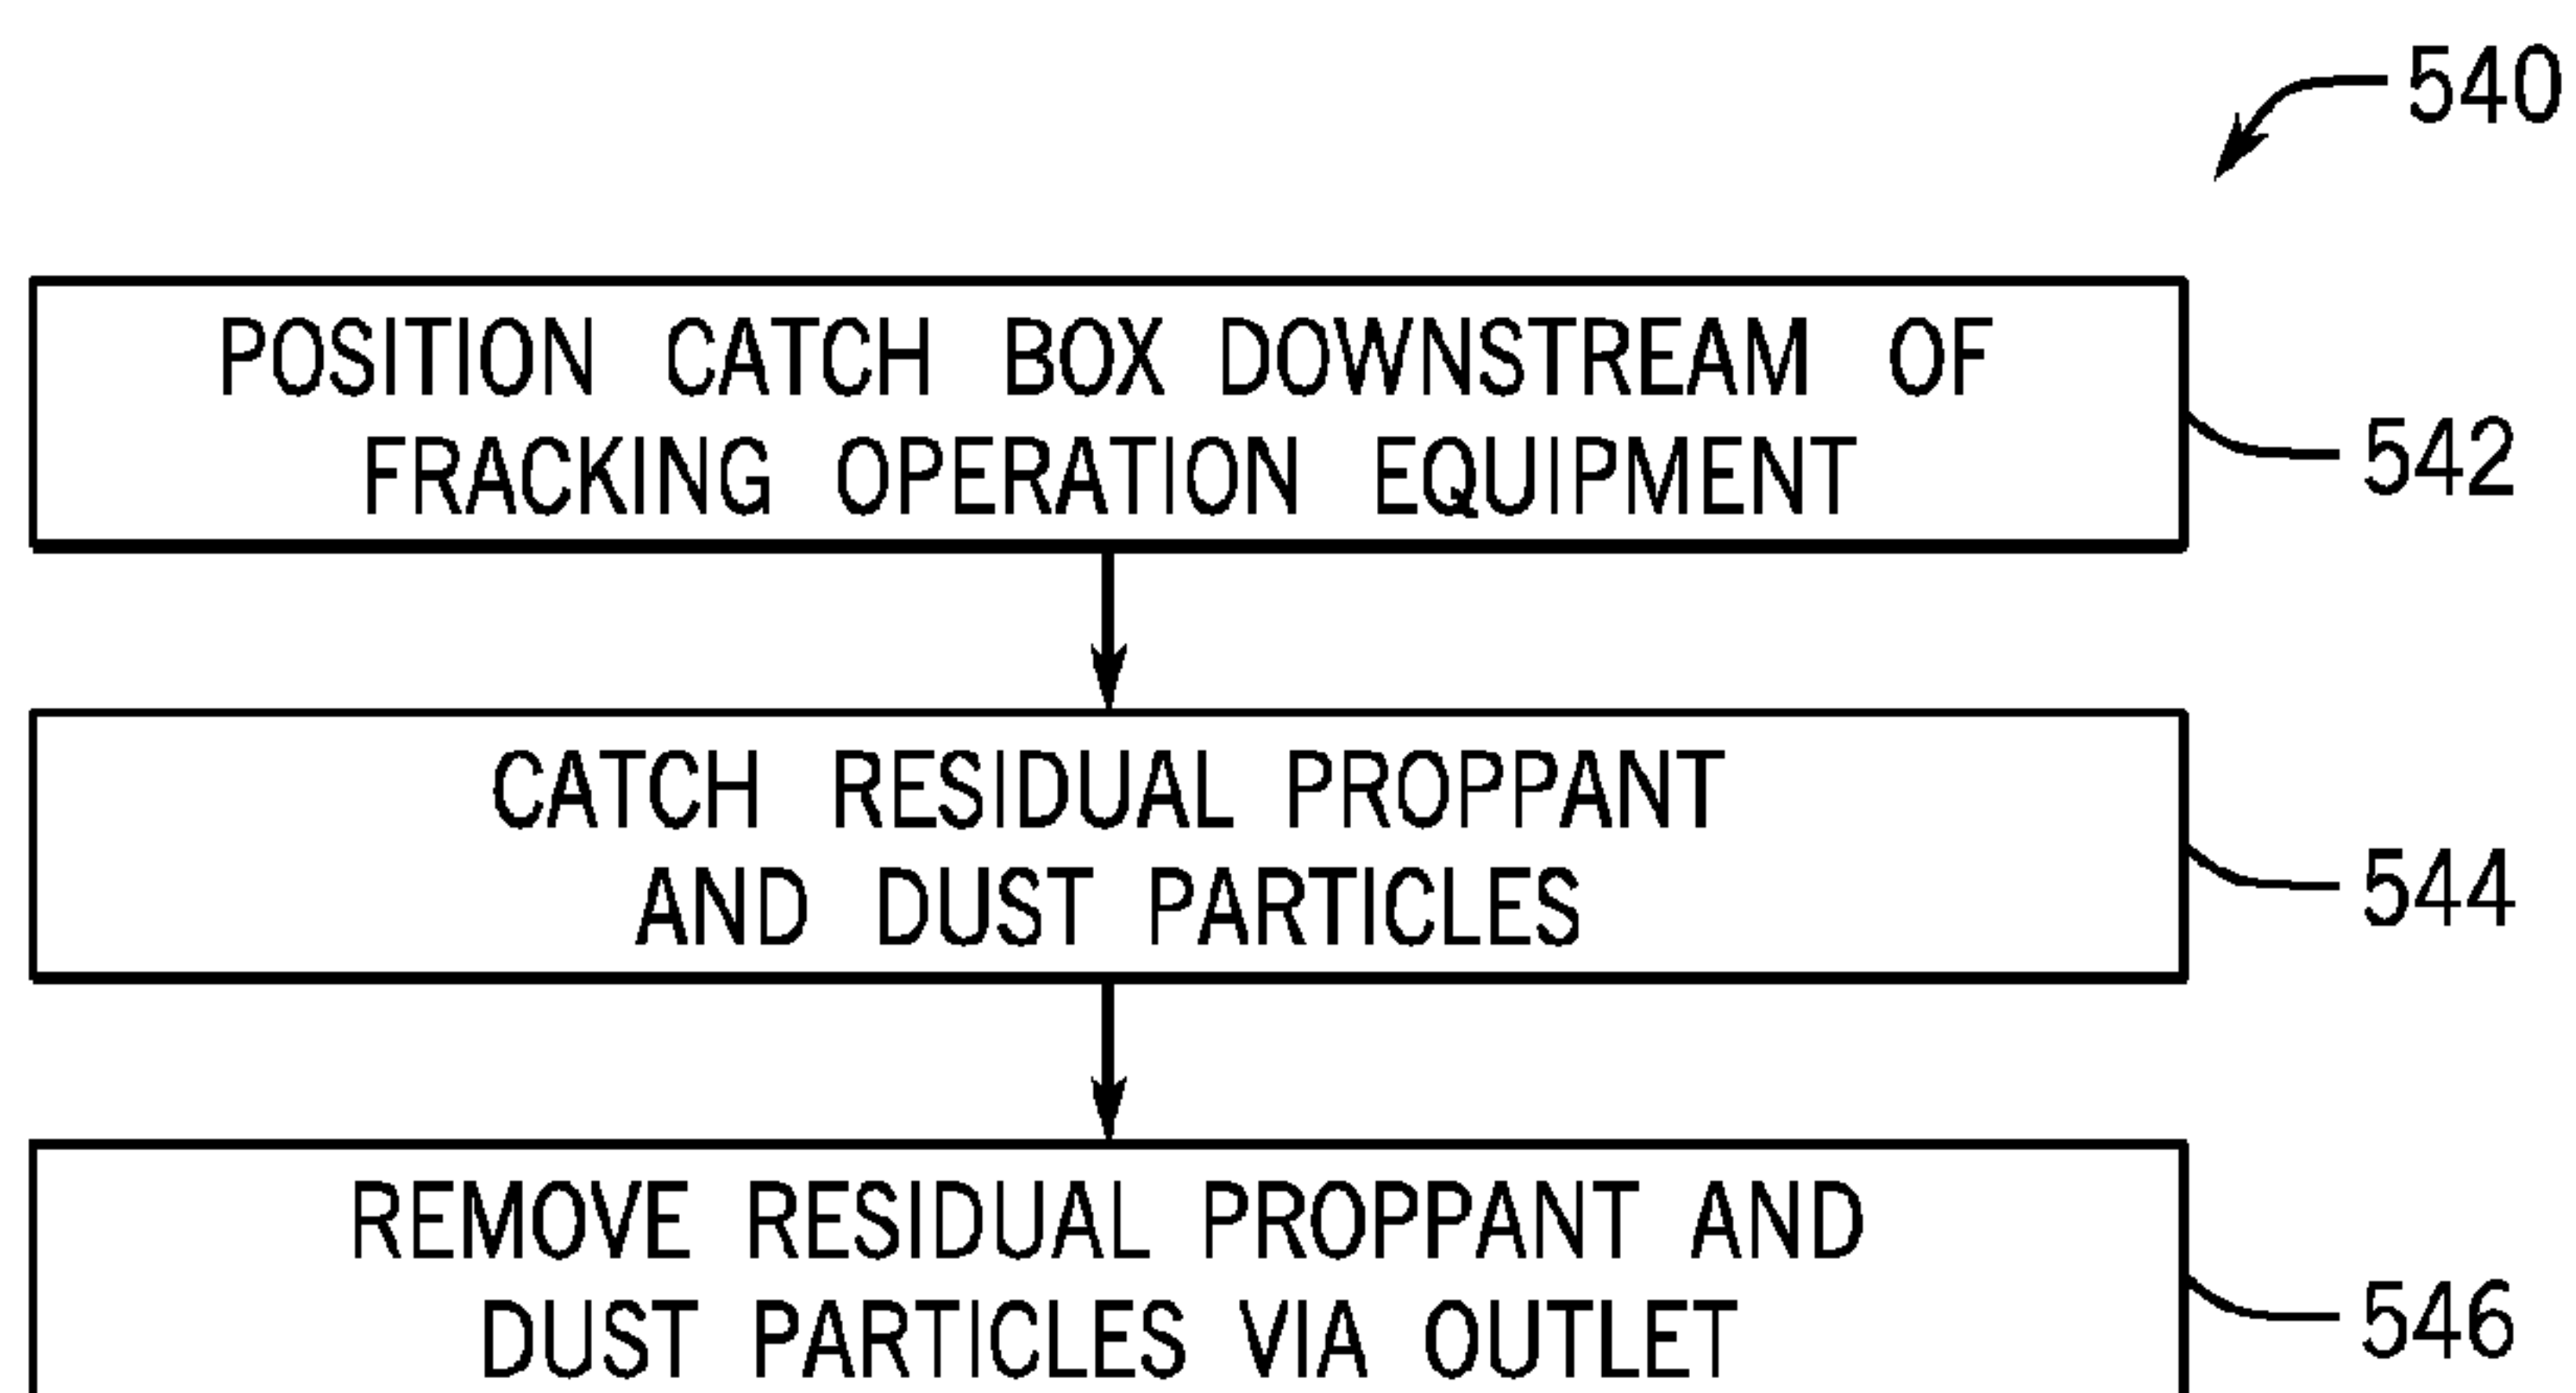 540
POSITION CATCH BOX DOWNSTREAM OF
FRACKING OPERATION EQUIPMENT
542
CATCH RESIDUAL PROPPANT
AND DUST PARTICLES
544
REMOVE RESIDUAL PROPPANT AND
DUST PARTICLES VIA OUTLET
546